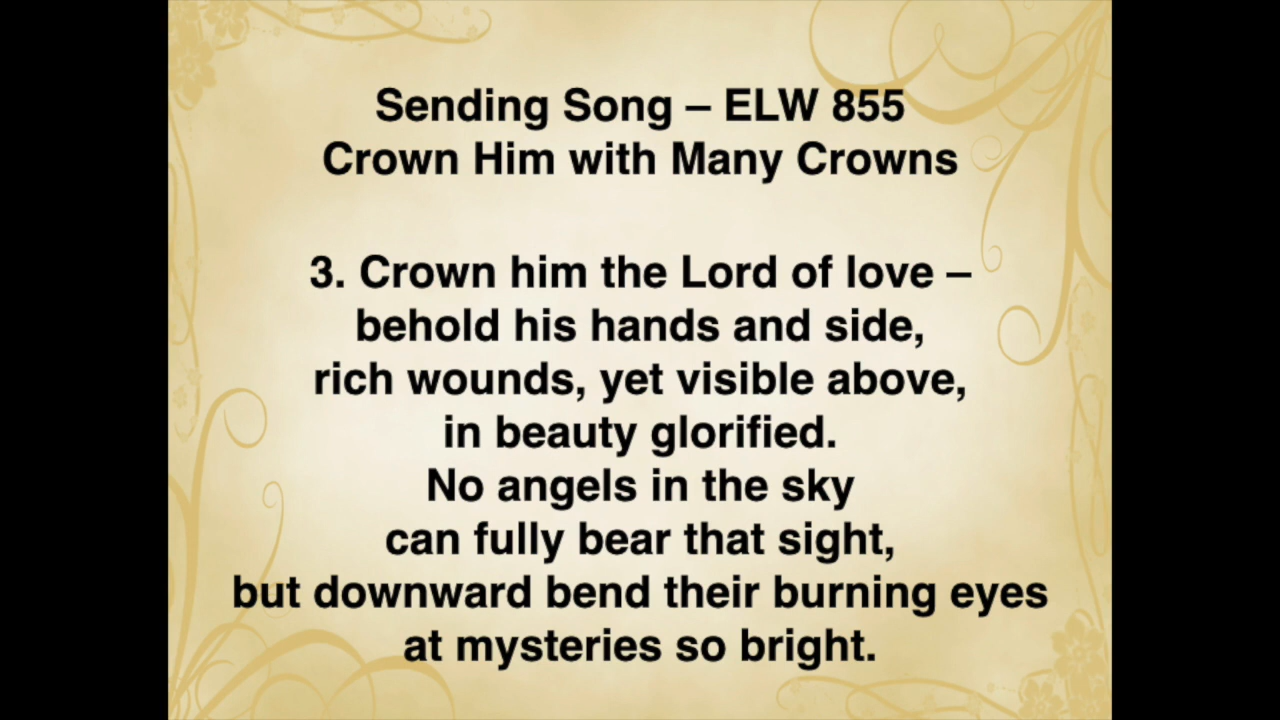 Sending Song – ELW 855
Crown Him with Many Crowns
3. Crown him the Lord of love –
behold his hands and side,
rich wounds, yet visible above,
in beauty glorified.
No angels in the sky
can fully bear that sight,
but downward bend their burning eyes
at mysteries so bright.